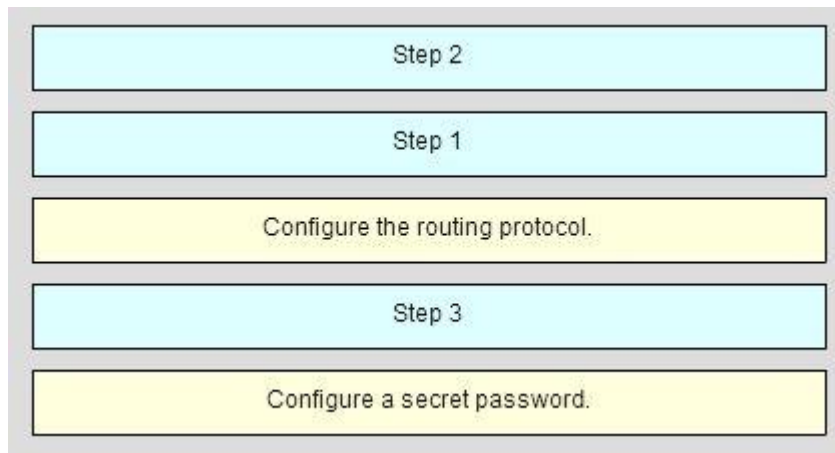 Step 2
Step 1
Configure the routing protocol.
Step 3
Configure a secret password.